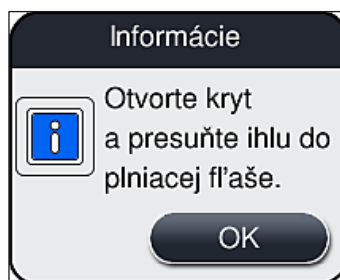 Informácie
Otvorte kryt
a presuňte ihlu do
plniacej fľaše.
OK